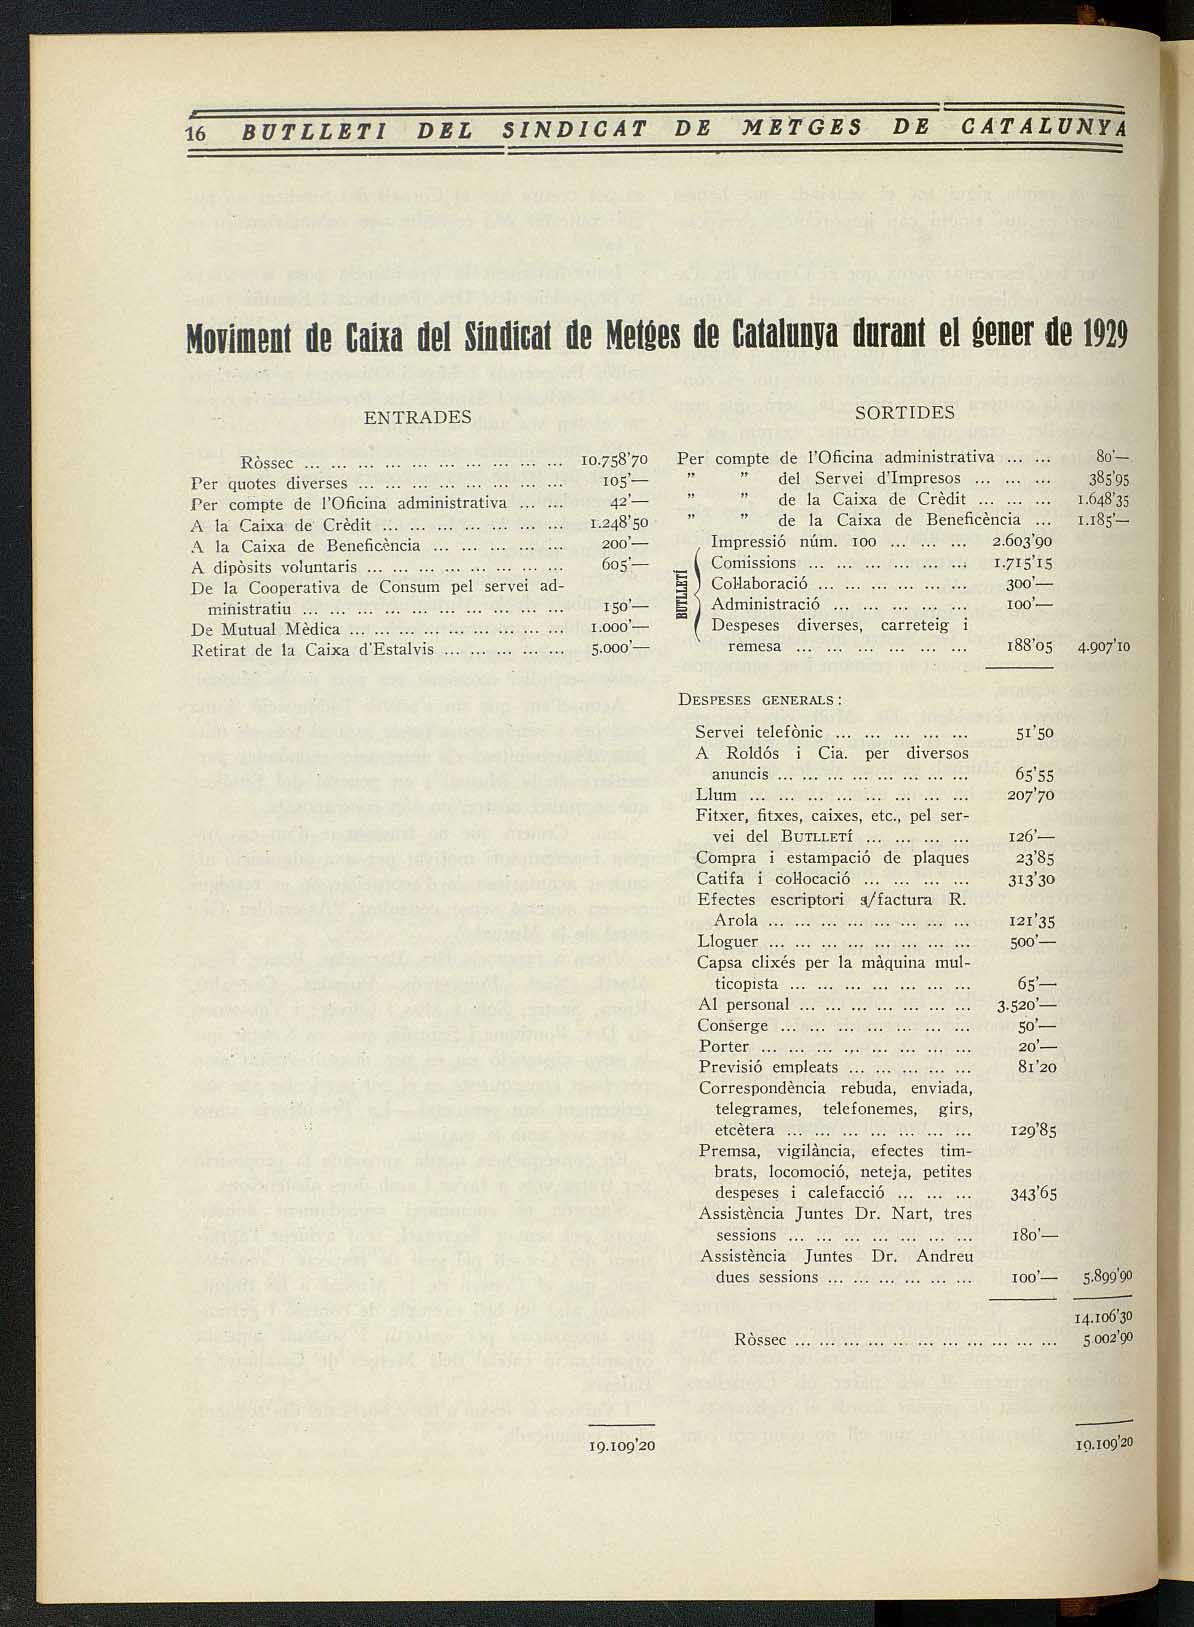 16 BUTLLETI DEL SINDICAT DE METGES DE CATALUNYA
Moviment de Caixa del Sindicat de Metges de Catalunya durant el gener de 1929
ENTRADES
Ròssec ... ... ... ... ... ... ... ... ... ... 10.758'70
Per quotes diverses ... ... ... ... ... ... ... ... 105'—
Per compte de l'Oficina administrativa ... ... 42'—
A la Caixa de Crèdit ... ... ... ... ... ... ... 1.248'50
A la Caixa de Beneficència ... ... ... ... ... 200'—
A dipòsits voluntaris ... ... ... ... ... ... ... ... 605'—
De la Cooperativa de Consum pel servei ad-
ministratiu ... ... ... ... ... ... ... ... ... ... 150'—
De Mutual Mèdica ... ... ... ... ... ... ... ... ... 1.000'—
Retirat de la Caixa d'Estalvis ... ... ... ... ... 5.000'—
19.109'20
SORTIDES
Per compte de l'Oficina administrativa ... ... 80'—
" " del Servei d'Impresos ... ... ... 385'95
" " de la Caixa de Crèdit ... ... ... 1.648'35
" " de la Caixa de Beneficència ... 1.185'—
BUTLLETÍ
Impressió núm. 100 ... ... ... 2.603'90
Comissions ... ... ... ... ... ... 1.715'15
Col·laboració ... ... ... ... ... ... 300'—
Administració ... ... ... ... ... 100'—
Despeses diverses, carreteig i
remesa ... ... ... ... ... ... 188'05 4.907'10
DESPESES GENERALS :
Servei telefònic ... ... ... ... ... 51'50
A Roldós i Cia. per diversos
anuncis ... ... ... ... ... ... ... ... 65'55
Llum ... ... ... ... ... ... ... ... 207'70
Fitxer, fitxes, caixes, etc., pel ser-
vei del BUTLLETÍ ... ... ... ... 126'—
Compra i estampació de plaques 23'85
Catifa i col·locació ... ... ... ... 313'30
Efectes escriptori s/factura R.
Arola ... ... ... ... ... ... ... ... 121'35
Lloguer ... ... ... ... ... ... ... ... 500'—
Capsa clixés per la màquina mul-
ticopista ... ... ... ... ... ... ... 65'—
Al personal ... ... ... ... ... ... ... 3.520'—
Conserge ... ... ... ... ... ... ... 50'—
Porter ... ... ... ... ... ... ... ... 20'—
Previsió empleats ... ... ... ... ... 81'20
Correspondència rebuda, enviada,
telegrames, telefonemes, girs,
etcètera ... ... ... ... ... ... ... 129'85
Premsa, vigilància, efectes tim-
brats, locomoció, neteja, petites
despeses i calefacció ... ... ... 343'65
Assistència Juntes Dr. Nart, tres
sessions ... ... ... ... ... ... ... 180'—
Assistència Juntes Dr. Andreu
dues sessions ... ... ... ... ... ... 100'— 5.899'90
14.106'30
Ròssec ... ... ... ... ... ... ... ... ... ... ... 5.002'90
19.109'20